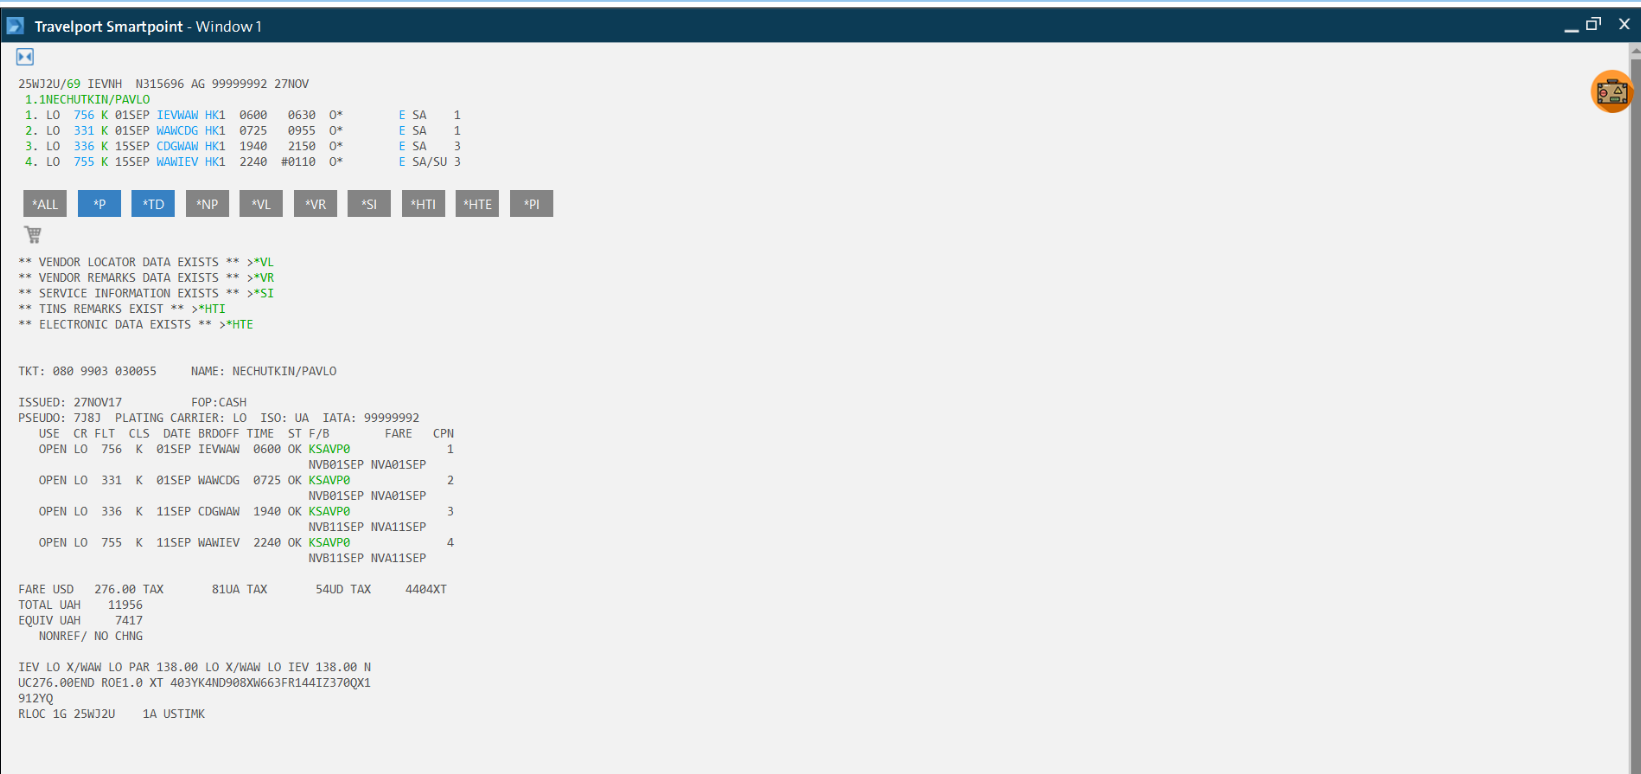 Travelport Smartpoint - Window 1
25WJ2U/69 IEVNH  N315696 AG 99999992 27NOV
1.1NECHUTKIN/PAVLO
1. LO  756 K 01SEP IEVWAW HK1  0600   0630  O*        E SA    1
2. LO  331 K 01SEP WAWCDG HK1  0725   0955  O*        E SA    1
3. LO  336 K 15SEP CDGWAW HK1  1940   2150  O*        E SA    3
4. LO  755 K 15SEP WAWIEV HK1  2240  #0110  O*        E SA/SU 3
*ALL *P *TD *NP *VL *VR *SI *HTI *HTE *PI
** VENDOR LOCATOR DATA EXISTS ** >*VL
** VENDOR REMARKS DATA EXISTS ** >*VR
** SERVICE INFORMATION EXISTS ** >*SI
** TINS REMARKS EXIST ** >*HTI
** ELECTRONIC DATA EXISTS ** >*HTE
TKT: 080 9903 030055     NAME: NECHUTKIN/PAVLO
ISSUED: 27NOV17          FOP:CASH
PSEUDO: 7J8J  PLATING CARRIER: LO  ISO: UA  IATA: 99999992
USE  CR FLT  CLS  DATE BRDOFF TIME  ST F/B        FARE   CPN
OPEN LO  756  K  01SEP IEVWAW  0600 OK KSAVP0              1
NVB01SEP NVA01SEP
OPEN LO  331  K  01SEP WAWCDG  0725 OK KSAVP0              2
NVB01SEP NVA01SEP
OPEN LO  336  K  11SEP CDGWAW  1940 OK KSAVP0              3
NVB11SEP NVA11SEP
OPEN LO  755  K  11SEP WAWIEV  2240 OK KSAVP0              4
NVB11SEP NVA11SEP
FARE USD   276.00 TAX       81UA TAX       54UD TAX     4404XT
TOTAL UAH    11956
EQUIV UAH     7417
NONREF/ NO CHNG
IEV LO X/WAW LO PAR 138.00 LO X/WAW LO IEV 138.00 N
UC276.00END ROE1.0 XT 403YK4ND908XW663FR144IZ370QX1
912YQ
RLOC 1G 25WJ2U    1A USTIMK